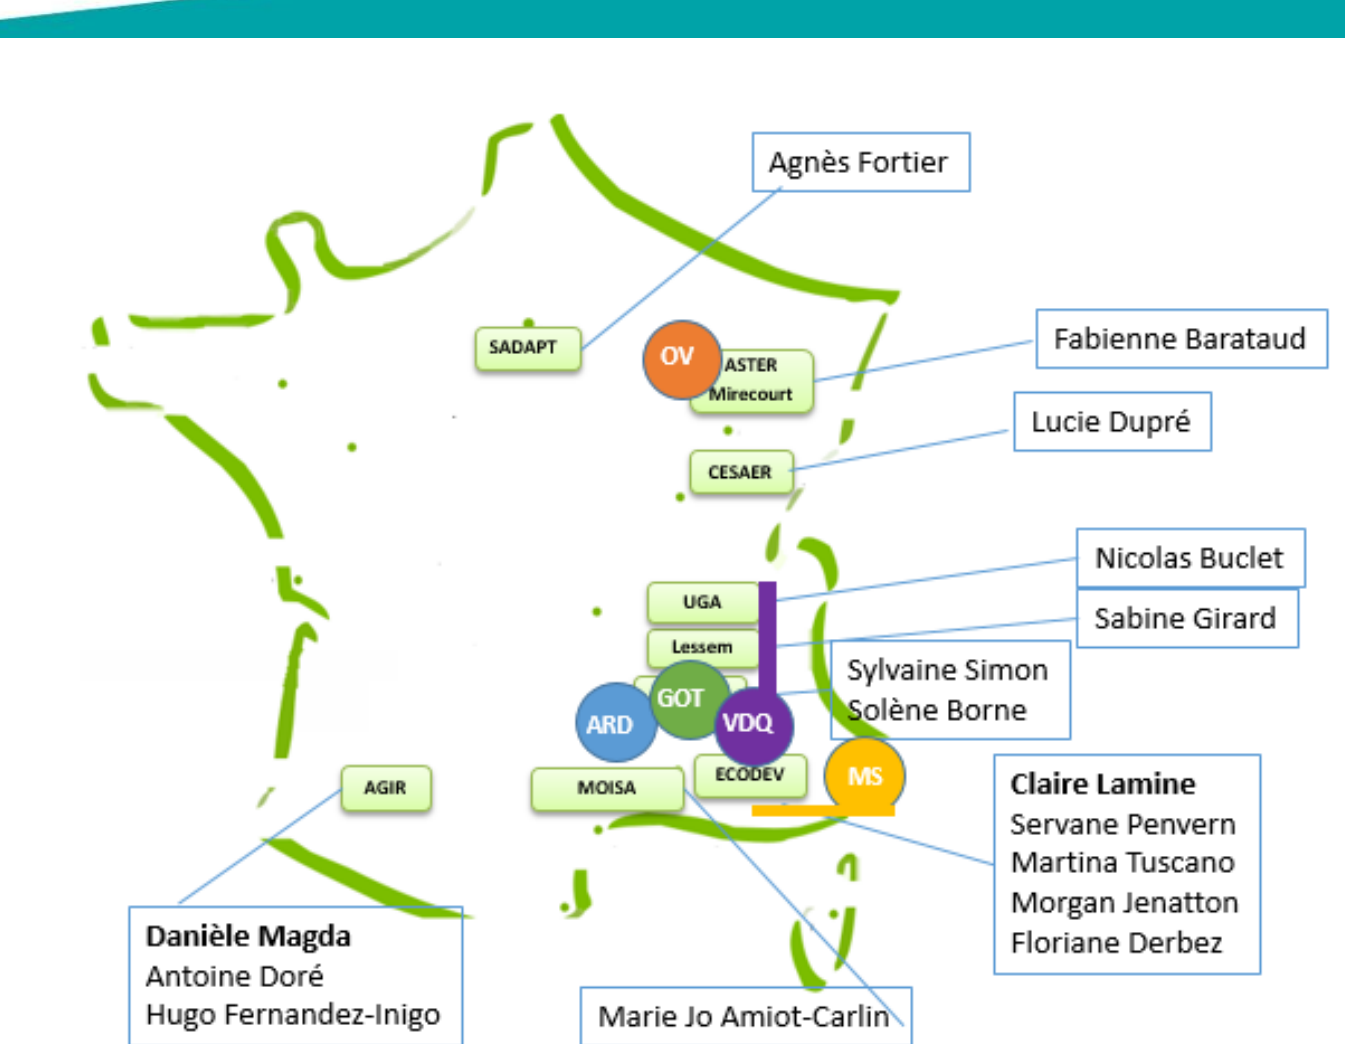 Agnès Fortier
SADAPT
OV
ASTER
Mirecourt
Fabienne Barataud
Lucie Dupré
CESAER
Nicolas Buclet
UGA
Sabine Girard
Lessem
Sylvaine Simon
Solène Borne
GOT
ARD
VDQ
ECODEV
MS
AGIR
MOISA
Claire Lamine
Servane Penvern
Martina Tuscano
Morgan Jenatton
Floriane Derbez
Danièle Magda
Antoine Doré
Hugo Fernandez-Inigo
Marie Jo Amiot-Carlin